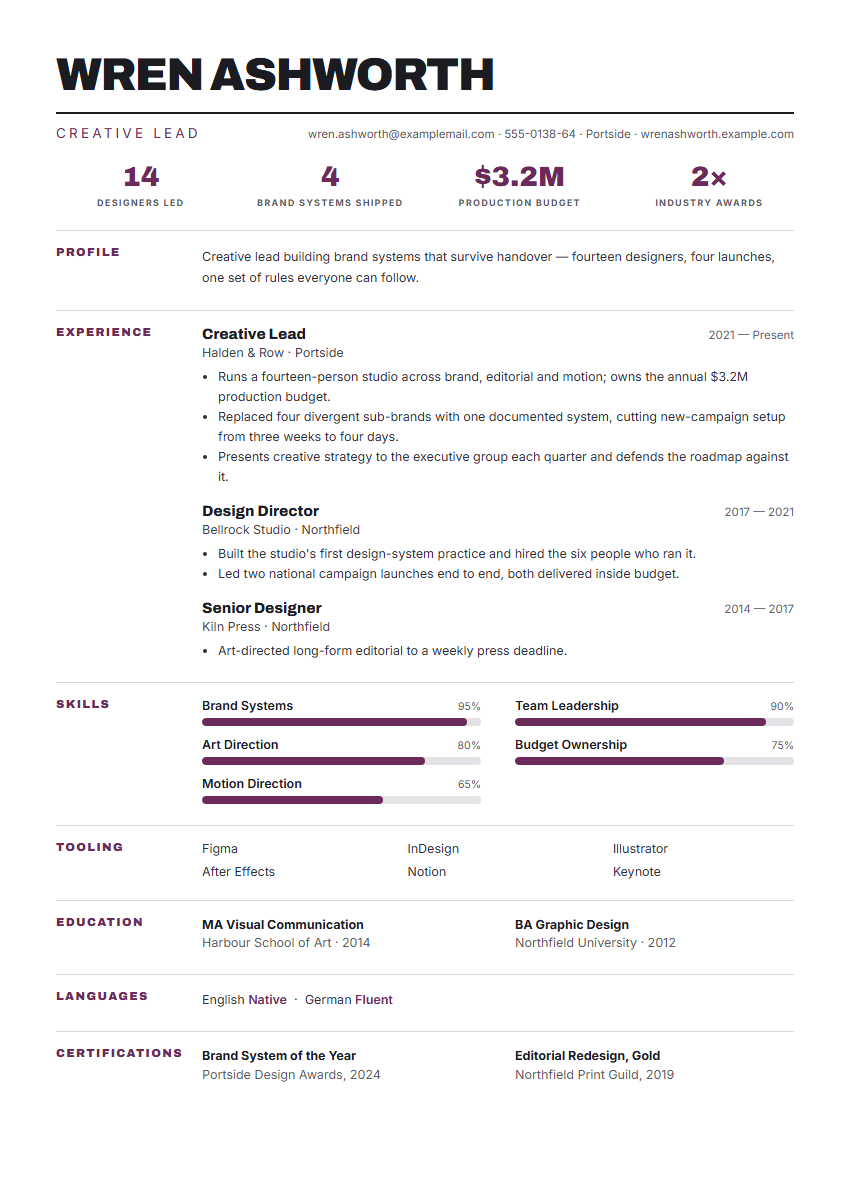 WREN ASHWORTH
CREATIVE LEAD
wren.ashworth@examplemail.com · 555-0138-64 · Portside · wrenashworth.example.com
14
DESIGNERS LED
4
BRAND SYSTEMS SHIPPED
$3.2M
PRODUCTION BUDGET
2×
INDUSTRY AWARDS
PROFILE
Creative lead building brand systems that survive handover — fourteen designers, four launches,
one set of rules everyone can follow.
EXPERIENCE
Creative Lead
2021 — Present
Halden & Row · Portside
• Runs a fourteen-person studio across brand, editorial and motion; owns the annual $3.2M
production budget.
• Replaced four divergent sub-brands with one documented system, cutting new-campaign setup
from three weeks to four days.
• Presents creative strategy to the executive group each quarter and defends the roadmap against
it.
Design Director
2017 — 2021
Bellrock Studio · Northfield
• Built the studio's first design-system practice and hired the six people who ran it.
• Led two national campaign launches end to end, both delivered inside budget.
Senior Designer
2014 — 2017
Kiln Press · Northfield
• Art-directed long-form editorial to a weekly press deadline.
SKILLS
Brand Systems 95%
Team Leadership 90%
Art Direction 80%
Budget Ownership 75%
Motion Direction 65%
TOOLING
Figma InDesign Illustrator
After Effects Notion Keynote
EDUCATION
MA Visual Communication
Harbour School of Art · 2014
BA Graphic Design
Northfield University · 2012
LANGUAGES
English Native · German Fluent
CERTIFICATIONS
Brand System of the Year
Portside Design Awards, 2024
Editorial Redesign, Gold
Northfield Print Guild, 2019